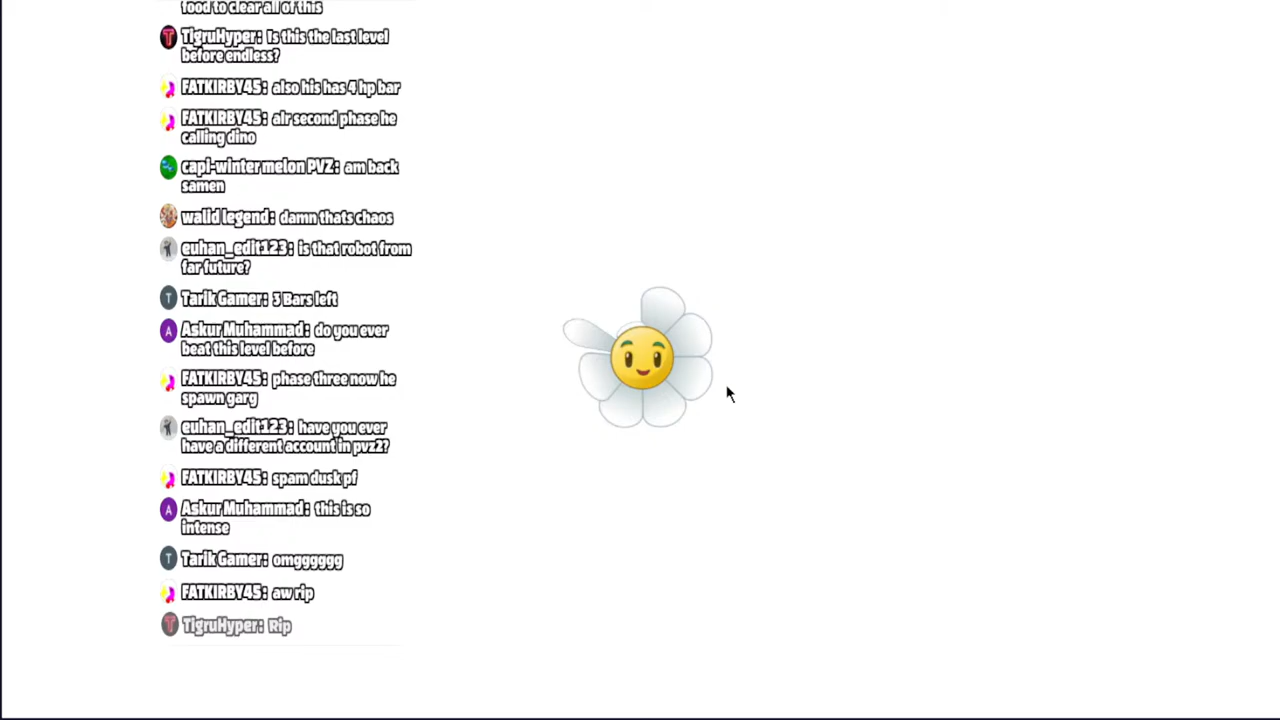 food to clear all of this
TigruHyper: Is this the last level
before endless?
FATKIRBY45: also his has 4 hp bar
FATKIRBY45: alr second phase he
calling dino
capi-winter melon PVZ: am back
samen
walid legend: damn thats chaos
euhan_edit123: is that robot from
far future?
Tarik Gamer: 3 Bars left
Askur Muhammad: do you ever
beat this level before
FATKIRBY45: phase three now he
spawn garg
euhan_edit123: have you ever
have a different account in pvz2?
FATKIRBY45: spam dusk pf
Askur Muhammad: this is so
intense
Tarik Gamer: omgggggg
FATKIRBY45: aw rip
TigruHyper: Rip